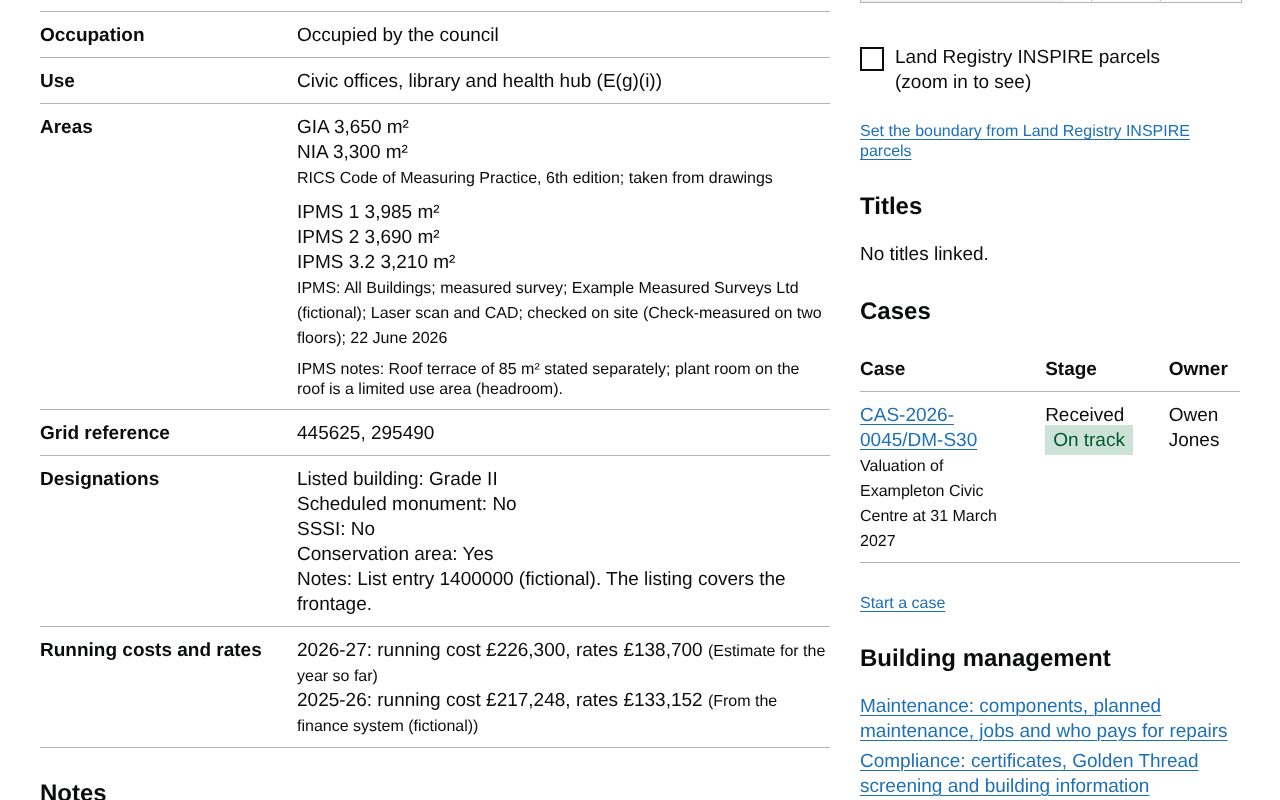 Occupation
Occupied by the council
Use
Civic offices, library and health hub (E(g)(i))
Areas
GIA 3,650 m²
NIA 3,300 m²
RICS Code of Measuring Practice, 6th edition; taken from drawings
IPMS 1 3,985 m²
IPMS 2 3,690 m²
IPMS 3.2 3,210 m²
IPMS: All Buildings; measured survey; Example Measured Surveys Ltd
(fictional); Laser scan and CAD; checked on site (Check-measured on two
floors); 22 June 2026
IPMS notes: Roof terrace of 85 m² stated separately; plant room on the
roof is a limited use area (headroom).
Grid reference
445625, 295490
Designations
Listed building: Grade II
Scheduled monument: No
SSSI: No
Conservation area: Yes
Notes: List entry 1400000 (fictional). The listing covers the
frontage.
Running costs and rates
2026-27: running cost £226,300, rates £138,700 (Estimate for the
year so far)
2025-26: running cost £217,248, rates £133,152 (From the
finance system (fictional))
Notes
Land Registry INSPIRE parcels
(zoom in to see)
Set the boundary from Land Registry INSPIRE
parcels
Titles
No titles linked.
Cases
Case Stage Owner
CAS-2026- Received Owen
0045/DM-S30 On track Jones
Valuation of
Exampleton Civic
Centre at 31 March
2027
Start a case
Building management
Maintenance: components, planned
maintenance, jobs and who pays for repairs
Compliance: certificates, Golden Thread
screening and building information